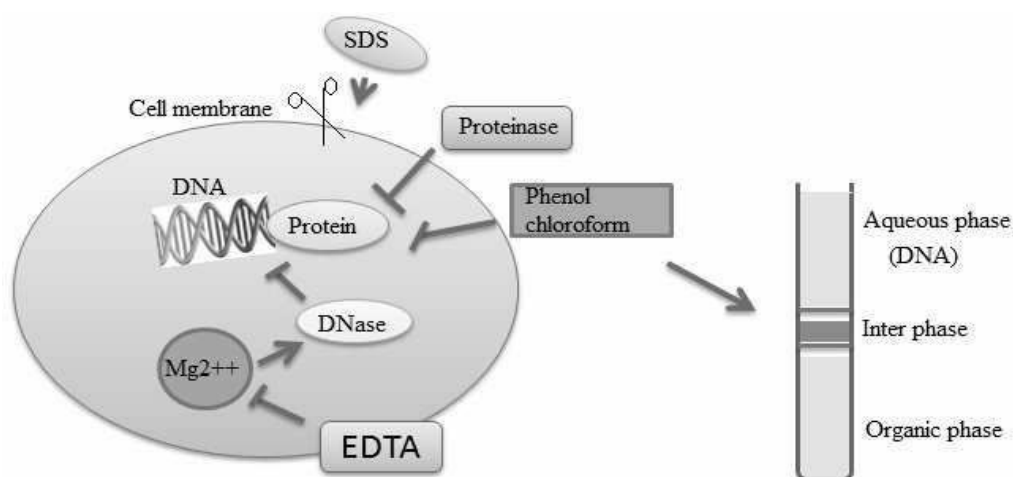 SDS
Cell membrane
Proteinase
DNA
Protein
Phenol
chloroform
DNase
Mg2++
EDTA
Aqueous phase
(DNA)
Inter phase
Organic phase